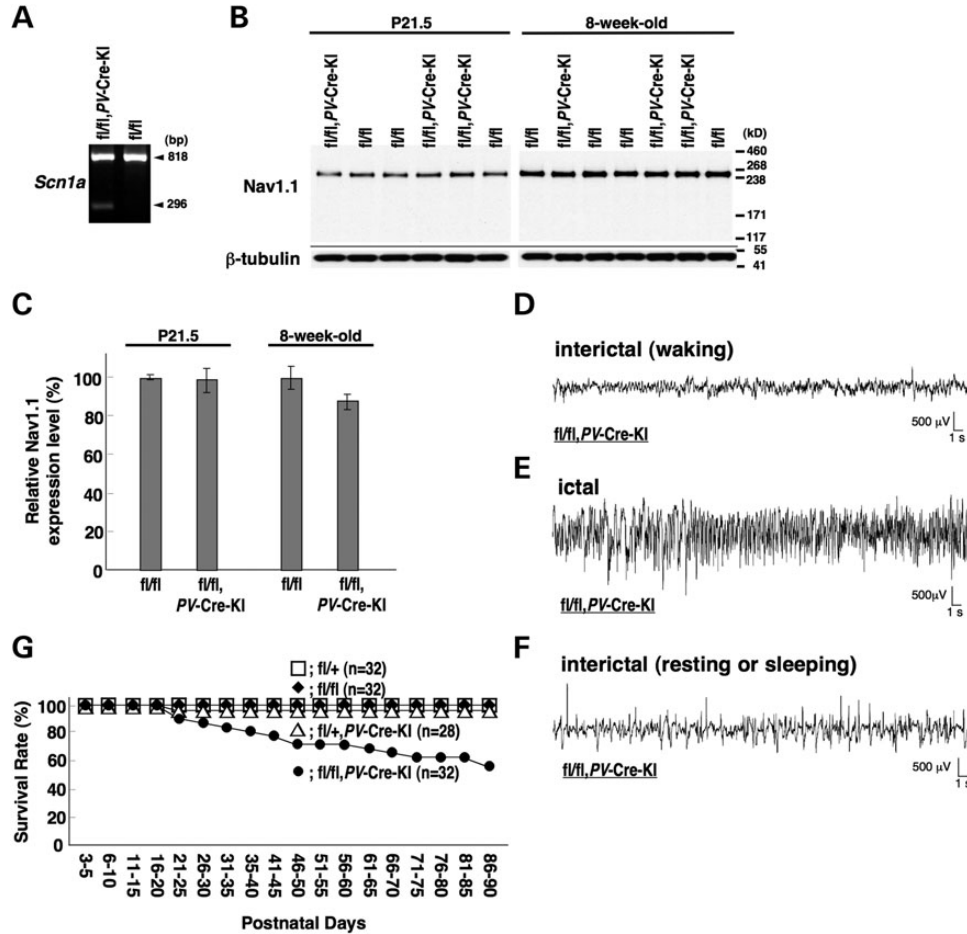 A
fl/fl,PV-Cre-KI
fl/fl
(bp)
Scn1a
818
296
B
P21.5
8-week-old
fl/fl,PV-Cre-KI
fl/fl
fl/fl
fl/fl,PV-Cre-KI
fl/fl,PV-Cre-KI
fl/fl
fl/fl
fl/fl,PV-Cre-KI
fl/fl
fl/fl
fl/fl,PV-Cre-KI
fl/fl,PV-Cre-KI
fl/fl
(kD)
Nav1.1
460
268
238
171
117
β-tubulin
55
41
C
P21.5
8-week-old
Relative Nav1.1
expression level (%)
100
80
60
40
20
0
fl/fl
fl/fl,
PV-Cre-KI
fl/fl
fl/fl,
PV-Cre-KI
D
interictal (waking)
fl/fl,PV-Cre-KI
500 μV
1 s
E
ictal
fl/fl,PV-Cre-KI
500μV
1 s
F
interictal (resting or sleeping)
fl/fl,PV-Cre-KI
500 μV
1 s
G
; fl/+ (n=32)
; fl/fl (n=32)
; fl/+,PV-Cre-KI (n=28)
; fl/fl,PV-Cre-KI (n=32)
Survival Rate (%)
100
80
60
40
20
0
3-5
6-10
11-15
16-20
21-25
26-30
31-35
35-40
41-45
46-50
51-55
56-60
61-65
66-70
71-75
76-80
81-85
86-90
Postnatal Days